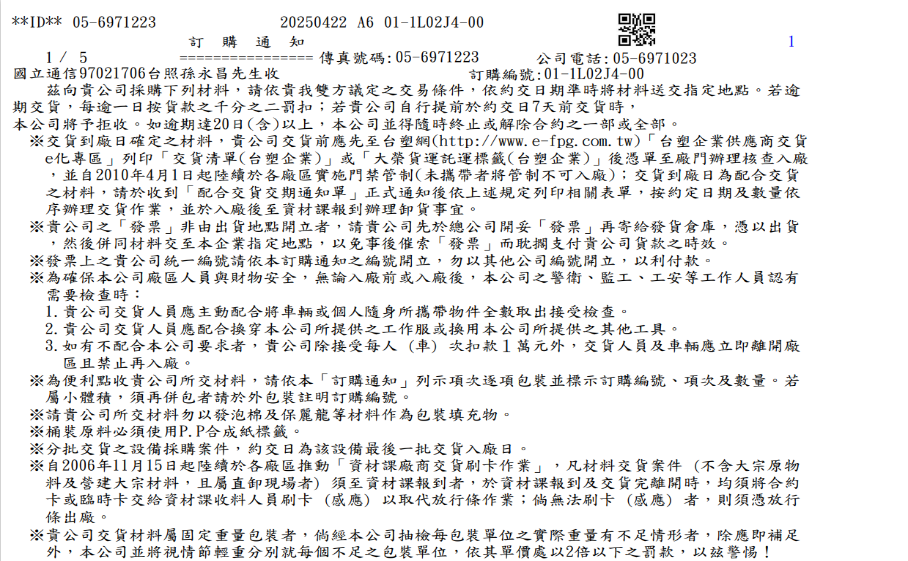 **ID** 05-6971223 20250422 A6 01-1L02J4-00
訂 購 通 知 1
1 / 5 ================ 傳真號碼:05-6971223 公司電話:05-6971023
國立通信97021706台照孫永昌先生收 訂購編號:01-1L02J4-00
茲向貴公司採購下列材料，請依貴我雙方議定之交易條件，依約交日期準時將材料送交指定地點。若逾
期交貨，每逾一日按貨款之千分之二罰扣；若貴公司自行提前於約交日7天前交貨時，
本公司將予拒收。如逾期達20日(含)以上，本公司並得隨時終止或解除合約之一部或全部。
※交貨到廠日確定之材料，貴公司交貨前應先至台塑網(http://www.e-fpg.com.tw)「台塑企業供應商交貨
e化專區」列印「交貨清單(台塑企業)」或「大榮貨運託運標籤(台塑企業)」後憑單至廠門辦理核查入廠
，並自2010年4月1起陸續於各廠區實施門禁管制(未攜帶者將管制不可入廠)；交貨到廠日為配合交貨
之材料，請於收到「配合交貨交期通知單」正式通知後依上述規定列印相關表單，按約定日期及數量依
序辦理交貨作業，並於入廠後至資材課報到辦理卸貨事宜。
※貴公司之「發票」非由出貨地點開立者，請貴公司先於總公司開妥「發票」再寄給發貨倉庫，憑以出貨
，然後併同材料交至本企業指定地點，以免事後催索「發票」而耽擱支付貴公司貨款之時效。
※發票上之貴公司統一編號請依本訂購通知之編號開立，勿以其他公司編號開立，以利付款。
※為確保本公司廠區人員與財物安全，無論入廠前或入廠後，本公司之警衛、監工、工安等工作人員認有
需要檢查時：
1.貴公司交貨人員應主動配合將車輛或個人隨身所攜帶物件全數取出接受檢查。
2.貴公司交貨人員應配合換穿本公司所提供之工作服或換用本公司所提供之其他工具。
3.如有不配合本公司要求者，貴公司除接受每人 (車) 次扣款１萬元外，交貨人員及車輛應立即離開廠
區且禁止再入廠。
※為便利點收貴公司所交材料，請依本「訂購通知」列示項次逐項包裝並標示訂購編號、項次及數量。若
屬小體積，須再併包者請於外包裝註明訂購編號。
※請貴公司所交材料勿以發泡棉及保麗龍等材料作為包裝填充物。
※桶裝原料必須使用P.P合成紙標籤。
※分批交貨之設備採購案件，約交日為該設備最後一批交貨入廠日。
※自2006年11月15日起陸續於各廠區推動「資材課廠商交貨刷卡作業」，凡材料交貨案件 (不含大宗原物
料及營建大宗材料，且屬直卸現場者) 須至資材課報到者，於資材課報到及交貨完離開時，均須將合約
卡或臨時卡交給資材課收料人員刷卡 (感應) 以取代放行條作業；倘無法刷卡 (感應) 者，則須憑放行
條出廠。
※貴公司交貨材料屬固定重量包裝者，倘經本公司抽檢每包裝單位之實際重量有不足情形者，除應即補足
外，本公司並將視情節輕重分別就每個不足之包裝單位，依其單價處以2倍以下之罰款，以茲警惕！